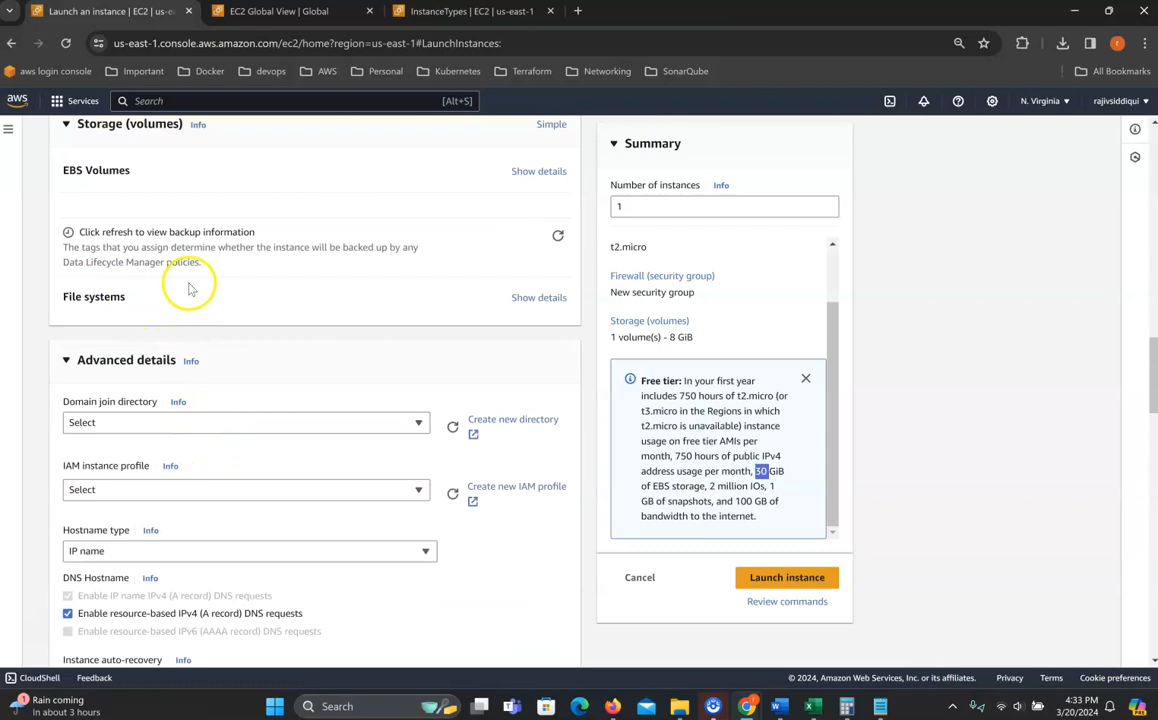 Launch an instance | EC2 | us-e
EC2 Global View | Global
InstanceTypes | EC2 | us-east-1
us-east-1.console.aws.amazon.com/ec2/home?region=us-east-1#LaunchInstances:
aws login console
Important
Docker
devops
AWS
Personal
Kubernetes
Terraform
Networking
SonarQube
All Bookmarks
aws
Services
Search
[Alt+S]
N. Virginia
rajivsiddiqui
Storage (volumes) Info
Simple
EBS Volumes
Show details
Click refresh to view backup information
The tags that you assign determine whether the instance will be backed up by any
Data Lifecycle Manager policies.
File systems
Show details
Advanced details Info
Domain join directory Info
Select
Create new directory
IAM instance profile Info
Select
Create new IAM profile
Hostname type Info
IP name
DNS Hostname Info
Enable IP name IPv4 (A record) DNS requests
Enable resource-based IPv4 (A record) DNS requests
Enable resource-based IPv6 (AAAA record) DNS requests
Instance auto-recovery Info
Summary
Number of instances Info
1
t2.micro
Firewall (security group)
New security group
Storage (volumes)
1 volume(s) - 8 GiB
Free tier: In your first year
includes 750 hours of t2.micro (or
t3.micro in the Regions in which
t2.micro is unavailable) instance
usage on free tier AMIs per
month, 750 hours of public IPv4
address usage per month, 30 GiB
of EBS storage, 2 million IOs, 1
GB of snapshots, and 100 GB of
bandwidth to the internet.
Cancel
Launch instance
Review commands
CloudShell
Feedback
© 2024, Amazon Web Services, Inc. or its affiliates.
Privacy
Terms
Cookie preferences
1
Rain coming
In about 3 hours
Search
4:33 PM
3/20/2024